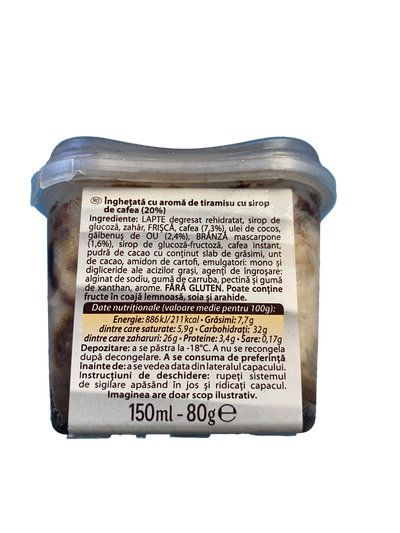 RO Înghețată cu aromă de tiramisu cu sirop
de cafea (20%)
Ingrediente: LAPTE degresat rehidratat, sirop de
glucoză, zahăr, FRIȘCĂ, cafea (7,3%), ulei de cocos,
gălbenuș de OU (2,4%), BRÂNZĂ mascarpone
(1,6%), sirop de glucoză-fructoză, cafea instant,
pudră de cacao cu conținut slab de grăsimi, unt
de cacao, amidon de cartofi, emulgatori: mono și
digliceride ale acizilor grași, agenți de îngroșare:
alginat de sodiu, gumă de carruba, pectină și gumă
de xanthan, arome. FĂRĂ GLUTEN. Poate conține
fructe în coajă lemnoasă, soia și arahide.
Date nutriționale (valoare medie pentru 100g):
Energie: 886kJ/211kcal • Grăsimi: 7,7g
dintre care saturate: 5,9g • Carbohidrați: 32g
dintre care zaharuri: 26g • Proteine: 3,4g • Sare: 0,17g
Depozitare: a se păstra la -18°C. A nu se recongela
după decongelare. A se consuma de preferință
înainte de: a se vedea data din lateralul capacului.
Instrucțiuni de deschidere: rupeți sistemul
de sigilare apăsând în jos și ridicați capacul.
Imaginea are doar scop ilustrativ.
150ml - 80g ℮